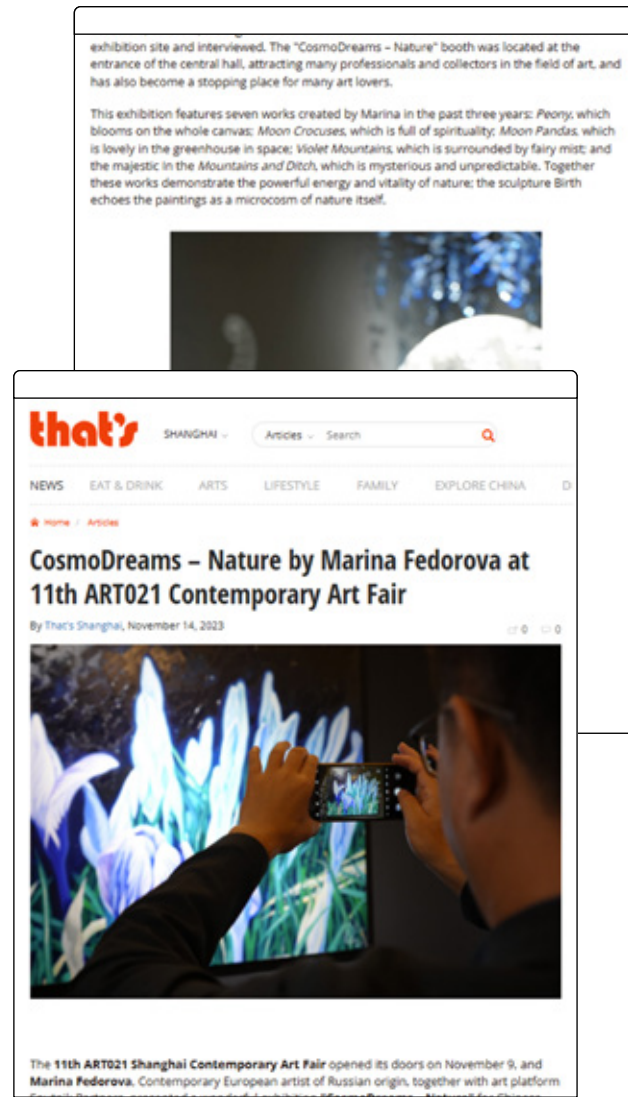 exhibition site and interviewed. The "CosmoDreams – Nature" booth was located at the
entrance of the central hall, attracting many professionals and collectors in the field of art, and
has also become a stopping place for many art lovers.
This exhibition features seven works created by Marina in the past three years: Peony, which
blooms on the whole canvas; Moon Crocuses, which is full of spirituality; Moon Pandas, which
is lovely in the greenhouse in space; Violet Mountains, which is surrounded by fairy mist; and
the majestic in the Mountains and Ditch, which is mysterious and unpredictable. Together
these works demonstrate the powerful energy and vitality of nature; the sculpture Birth
echoes the paintings as a microcosm of nature itself.
that's SHANGHAI Articles Search
NEWS EAT & DRINK ARTS LIFESTYLE FAMILY EXPLORE CHINA D
Home / Articles
CosmoDreams – Nature by Marina Fedorova at
11th ART021 Contemporary Art Fair
By That's Shanghai, November 14, 2023 0 0
The 11th ART021 Shanghai Contemporary Art Fair opened its doors on November 9, and
Marina Fedorova, Contemporary European artist of Russian origin, together with art platform